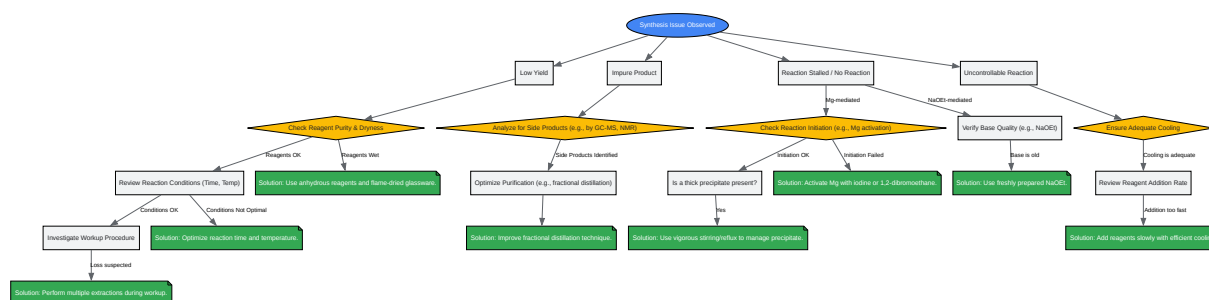 Synthesis Issue Observed
Low Yield
Impure Product
Reaction Stalled / No Reaction
Uncontrollable Reaction
Mg-mediated
NaOEt-mediated
Check Reagent Purity & Dryness
Analyze for Side Products (e.g., by GC-MS, NMR)
Check Reaction Initiation (e.g., Mg activation)
Verify Base Quality (e.g., NaOEt)
Ensure Adequate Cooling
Reagents OK
Reagents Wet
Side Products Identified
Initiation OK
Initiation Failed
Base is old
Cooling is adequate
Review Reaction Conditions (Time, Temp)
Solution: Use anhydrous reagents and flame-dried glassware.
Optimize Purification (e.g., fractional distillation)
Is a thick precipitate present?
Solution: Activate Mg with iodine or 1,2-dibromoethane.
Solution: Use freshly prepared NaOEt.
Review Reagent Addition Rate
Conditions OK
Conditions Not Optimal
Yes
Addition too fast
Investigate Workup Procedure
Solution: Optimize reaction time and temperature.
Solution: Improve fractional distillation technique.
Solution: Use vigorous stirring/reflux to manage precipitate.
Solution: Add reagents slowly with efficient
Loss suspected
Solution: Perform multiple extractions during workup.